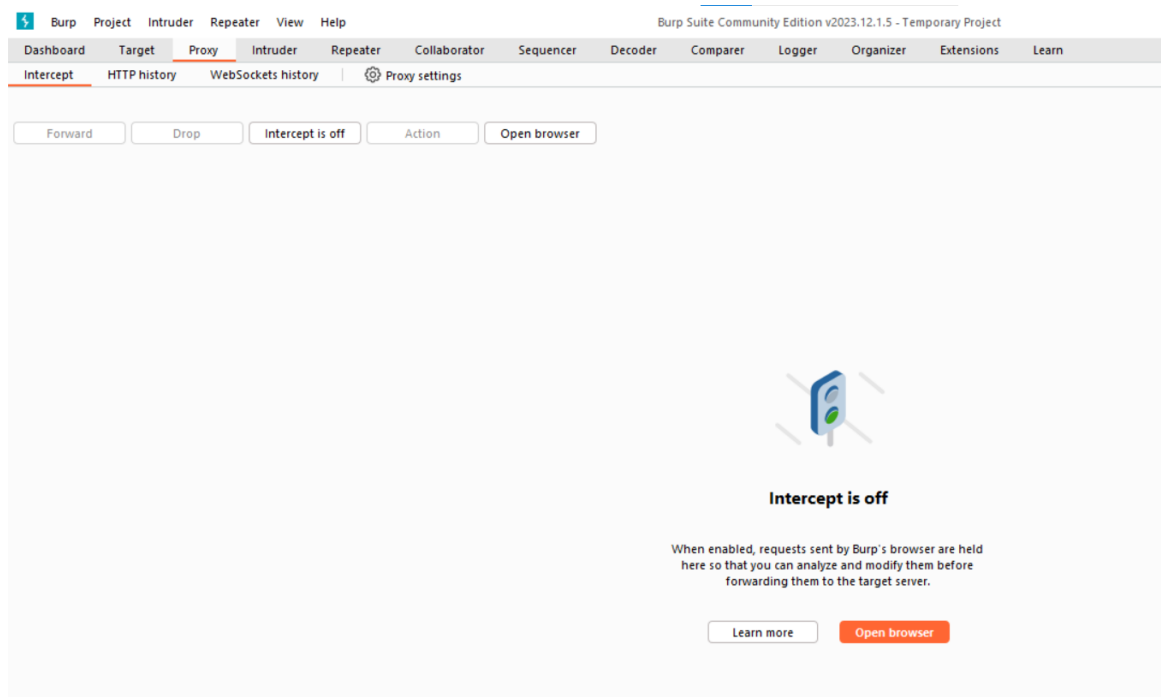 Burp Project Intruder Repeater View Help Burp Suite Community Edition v2023.12.1.5 - Temporary Project
Dashboard Target Proxy Intruder Repeater Collaborator Sequencer Decoder Comparer Logger Organizer Extensions Learn
Intercept HTTP history WebSockets history Proxy settings
Forward Drop Intercept is off Action Open browser
Intercept is off
When enabled, requests sent by Burp's browser are held
here so that you can analyze and modify them before
forwarding them to the target server.
Learn more Open browser